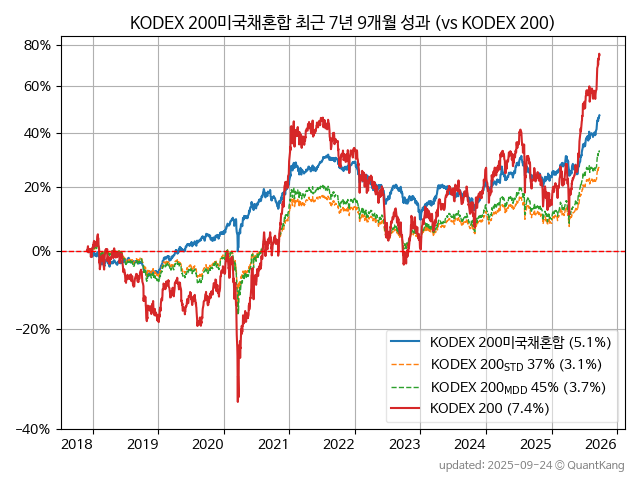 KODEX 200미국채혼합 최근 7년 9개월 성과 (vs KODEX 200)
80%
60%
40%
20%
0%
−20%
−40%
KODEX 200미국채혼합 (5.1%)
KODEX 200STD 37% (3.1%)
KODEX 200MDD 45% (3.7%)
KODEX 200 (7.4%)
2018 2019 2020 2021 2022 2023 2024 2025 2026
updated: 2025-09-24 © QuantKang